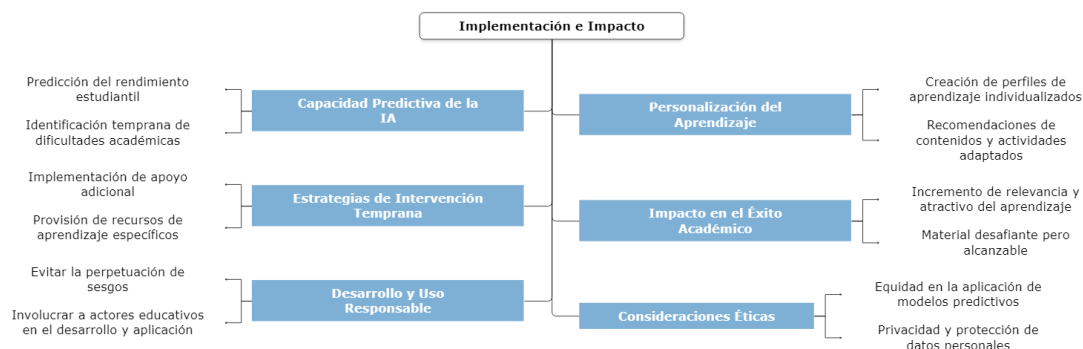 Implementación e Impacto
Predicción del rendimiento
estudiantil
Identificación temprana de
dificultades académicas
Capacidad Predictiva de la
IA
Implementación de apoyo
adicional
Provisión de recursos de
aprendizaje específicos
Estrategias de Intervención
Temprana
Evitar la perpetuación de
sesgos
Involucrar a actores educativos
en el desarrollo y aplicación
Desarrollo y Uso
Responsable
Personalización del
Aprendizaje
Creación de perfiles de
aprendizaje individualizados
Recomendaciones de
contenidos y actividades
adaptados
Impacto en el Éxito
Académico
Incremento de relevancia y
atractivo del aprendizaje
Material desafiante pero
alcanzable
Consideraciones Éticas
Equidad en la aplicación de
modelos predictivos
Privacidad y protección de
datos personales